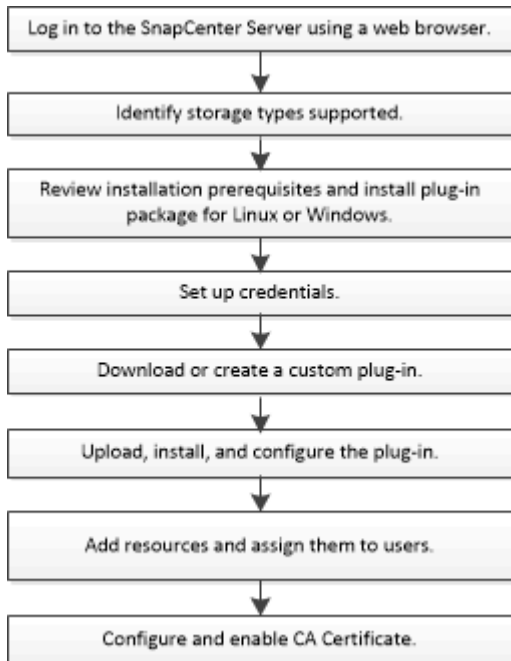 Log in to the SnapCenter Server using a web browser.
Identify storage types supported.
Review installation prerequisites and install plug-in
package for Linux or Windows.
Set up credentials.
Download or create a custom plug-in.
Upload, install, and configure the plug-in.
Add resources and assign them to users.
Configure and enable CA Certificate.